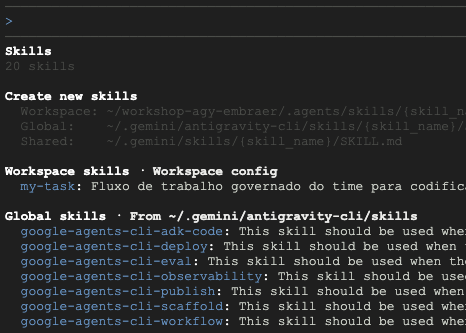 >
Skills
20 skills
Create new skills
Workspace: ~/workshop-agy-embraer/.agents/skills/{skill_n
Global: ~/.gemini/antigravity-cli/skills/{skill_name}/
Shared: ~/.gemini/skills/{skill_name}/SKILL.md
Workspace skills · Workspace config
my-task: Fluxo de trabalho governado do time para codifica
Global skills · From ~/.gemini/antigravity-cli/skills
google-agents-cli-adk-code: This skill should be used whe
google-agents-cli-deploy: This skill should be used when t
google-agents-cli-eval: This skill should be used when the
google-agents-cli-observability: This skill should be used
google-agents-cli-publish: This skill should be used when
google-agents-cli-scaffold: This skill should be used when
google-agents-cli-workflow: This skill should be used when